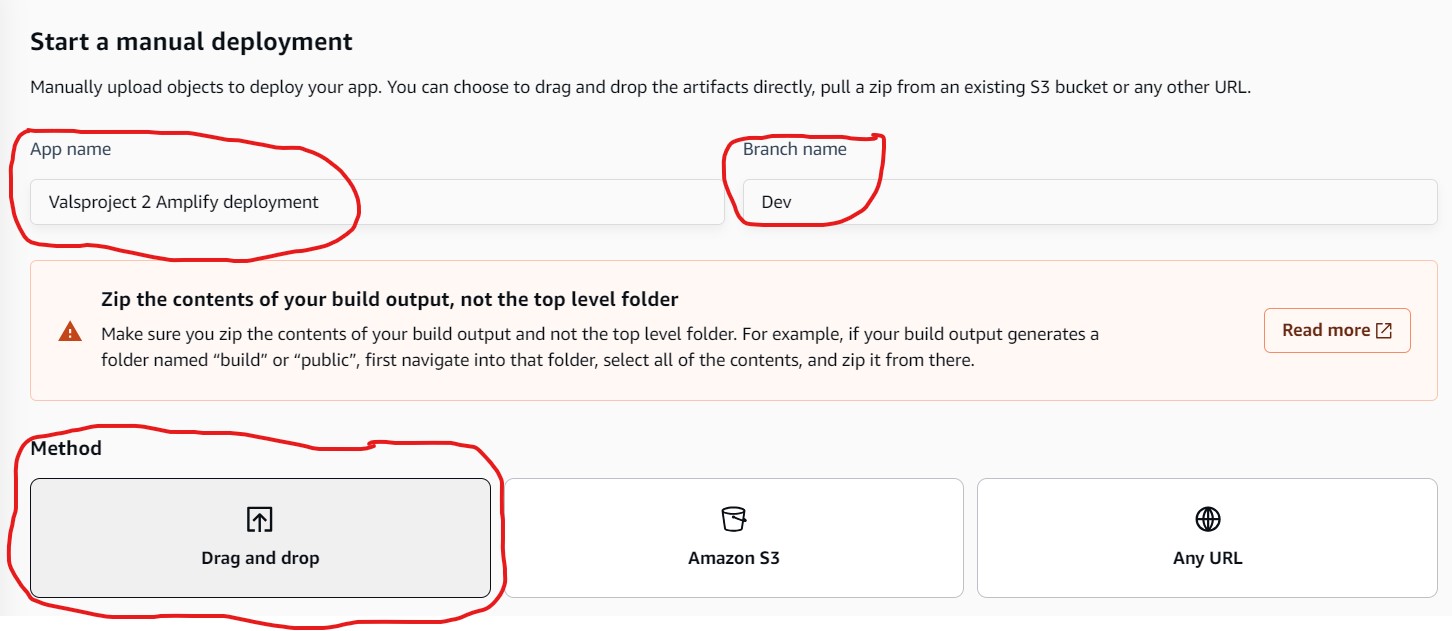 Start a manual deployment
Manually upload objects to deploy your app. You can choose to drag and drop the artifacts directly, pull a zip from an existing S3 bucket or any other URL.
App name
Branch name
Valsproject 2 Amplify deployment
Dev
Zip the contents of your build output, not the top level folder
Make sure you zip the contents of your build output and not the top level folder. For example, if your build output generates a
folder named “build” or “public”, first navigate into that folder, select all of the contents, and zip it from there.
Read more
Method
Drag and drop
Amazon S3
Any URL